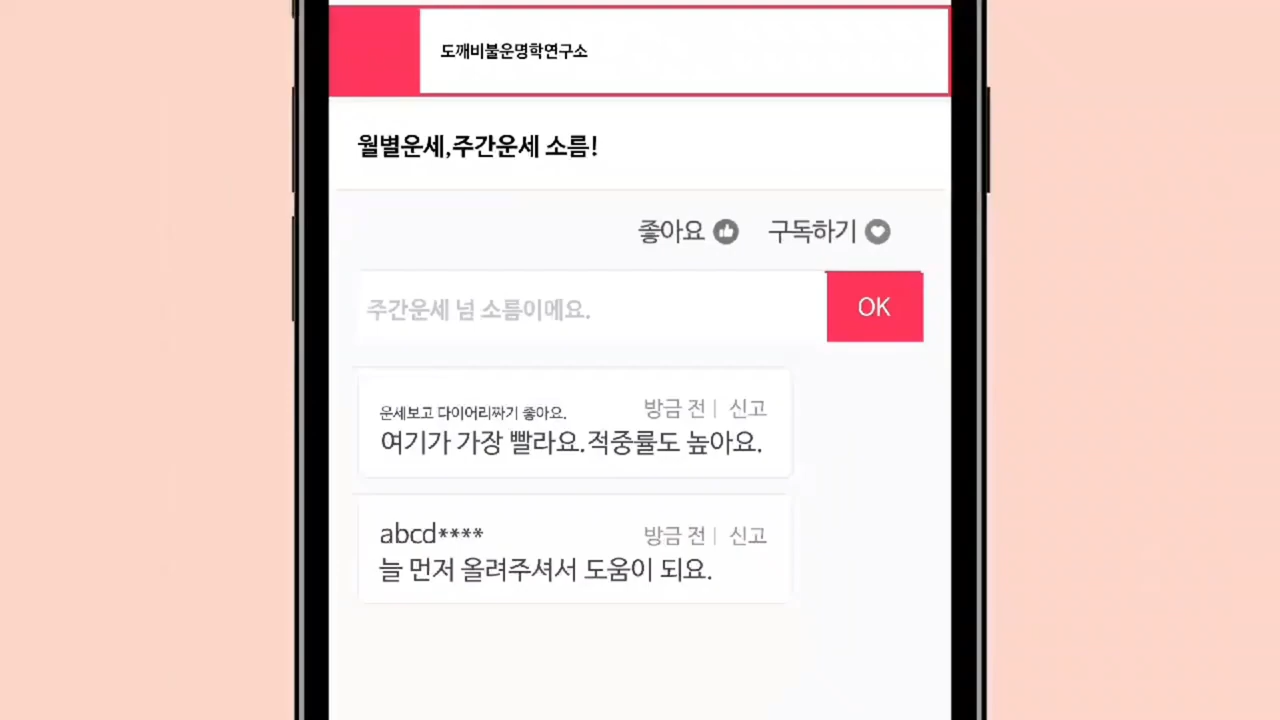 도깨비불운명학연구소
월별운세,주간운세 소름!
좋아요 구독하기
주간운세 넘 소름이에요.
OK
운세보고 다이어리짜기 좋아요.
방금 전 | 신고
여기가 가장 빨라요.적중률도 높아요.
abcd****
방금 전 | 신고
늘 먼저 올려주셔서 도움이 되요.